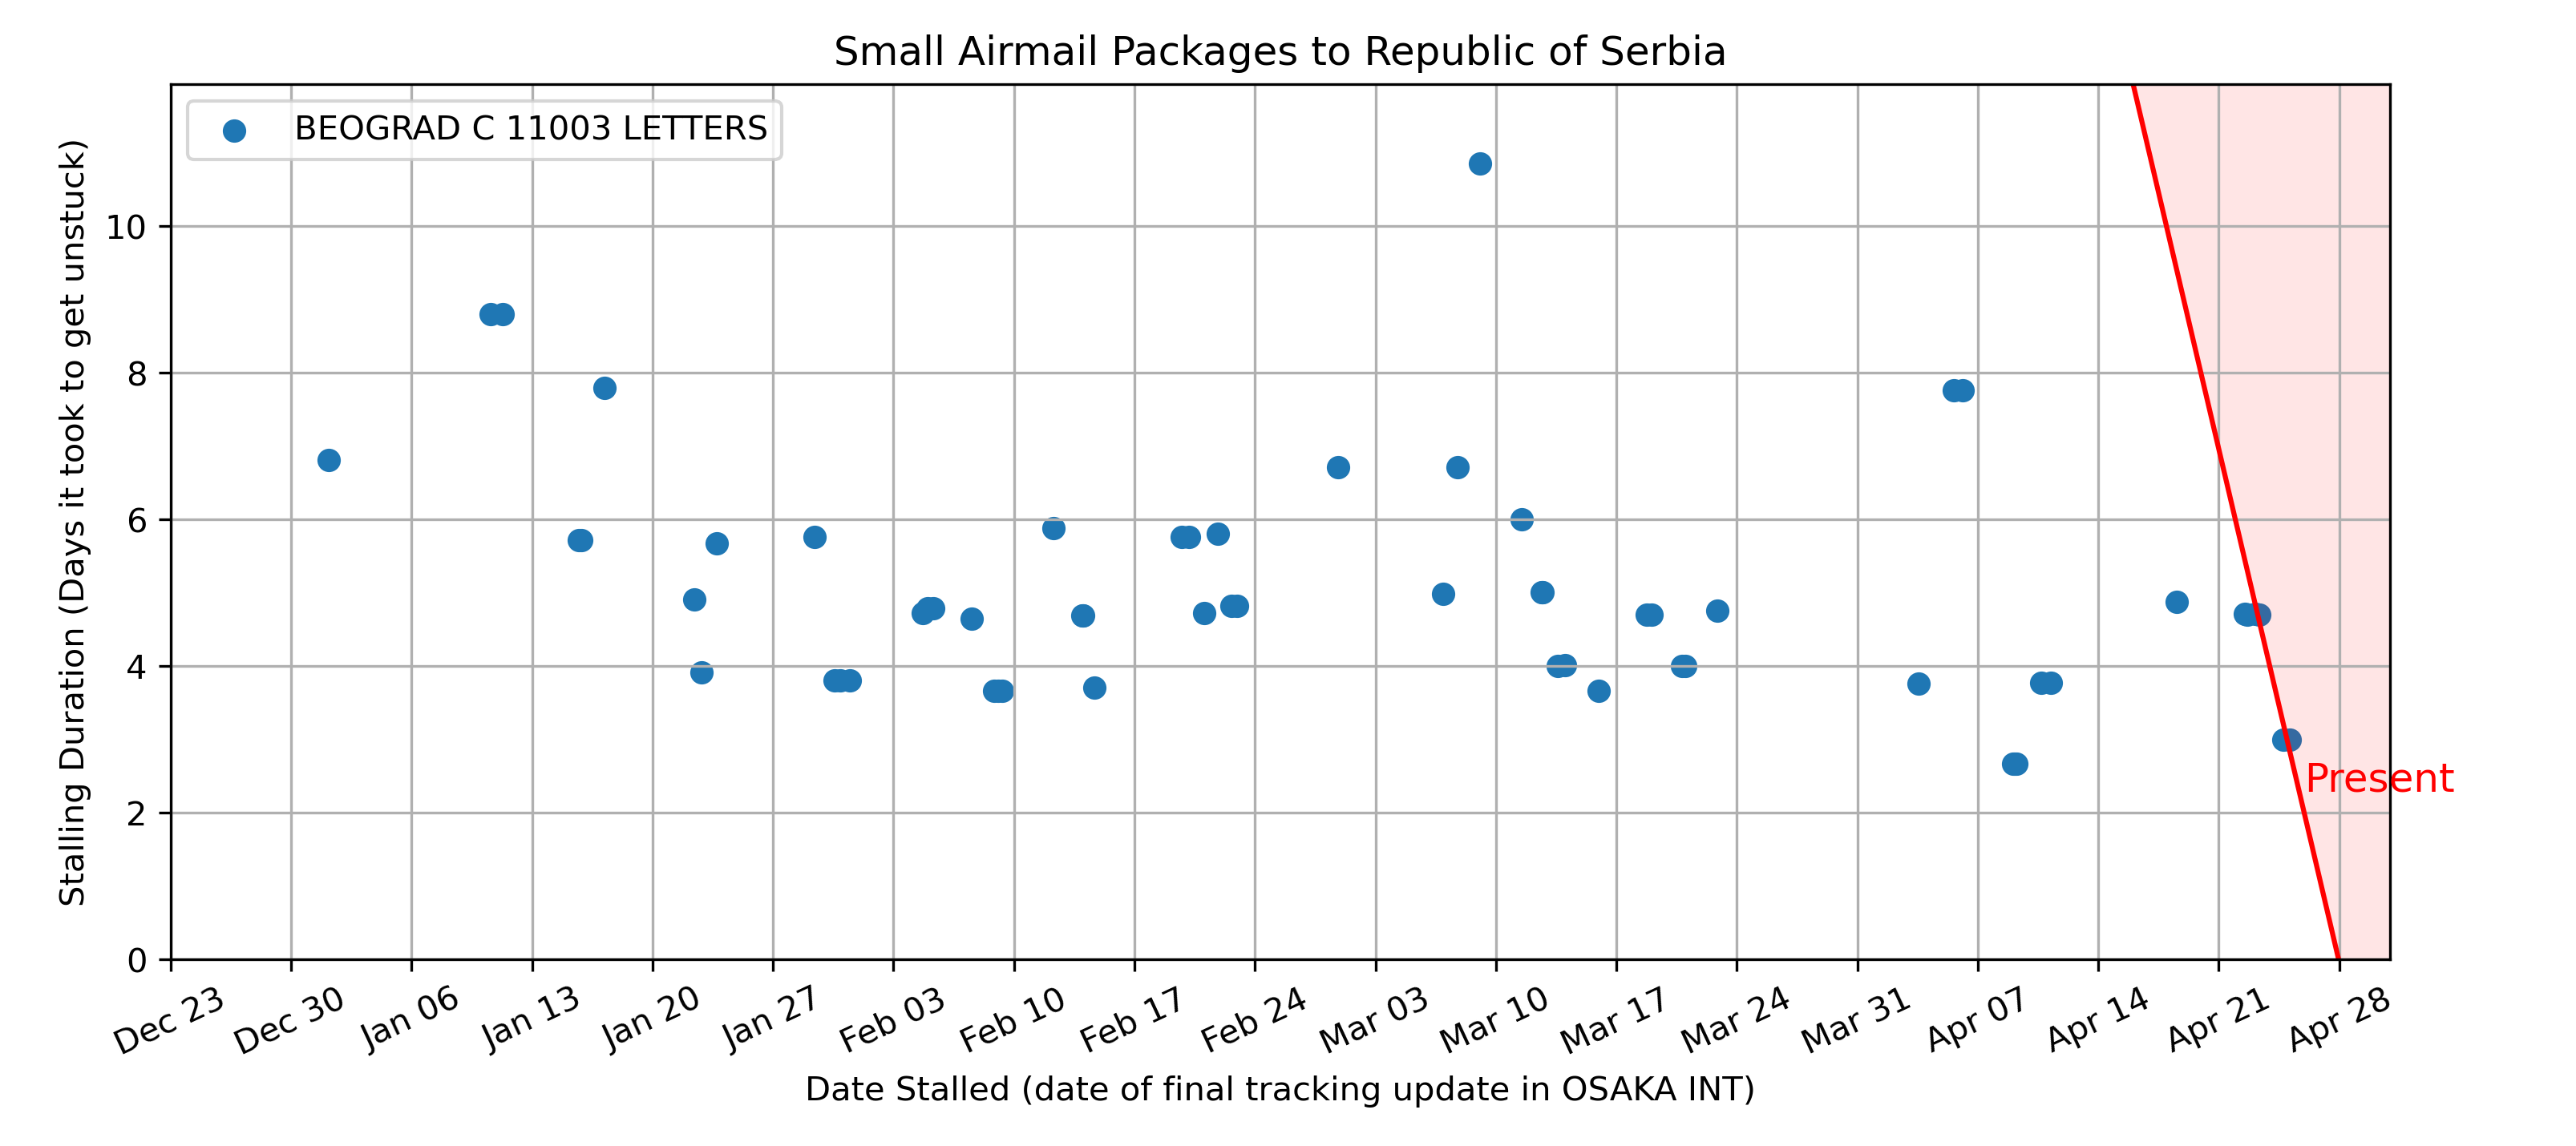 Small Airmail Packages to Republic of Serbia
BEOGRAD C 11003 LETTERS
Stalling Duration (Days it took to get unstuck)
10
8
6
4
2
0
Present
Dec 23
Dec 30
Jan 06
Jan 13
Jan 20
Jan 27
Feb 03
Feb 10
Feb 17
Feb 24
Mar 03
Mar 10
Mar 17
Mar 24
Mar 31
Apr 07
Apr 14
Apr 21
Apr 28
Date Stalled (date of final tracking update in OSAKA INT)